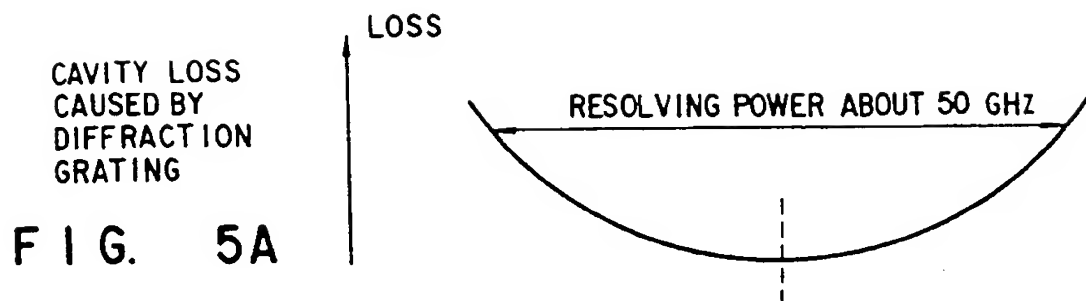 LOSS
CAVITY LOSS
CAUSED BY
DIFFRACTION
GRATING
RESOLVING POWER ABOUT 50 GHZ
FIG. 5A